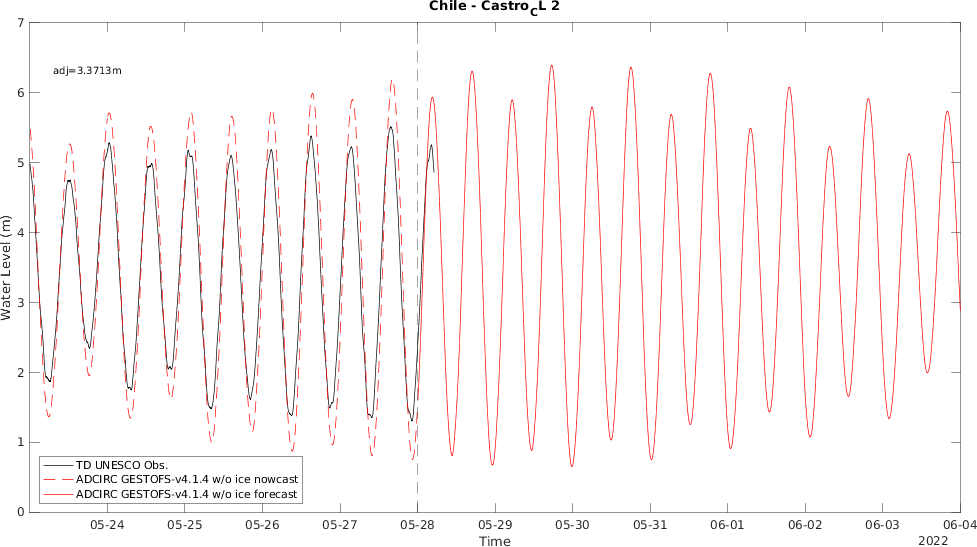 Chile - Castro_CL 2
adj=3.3713m
Water Level (m)
7
6
5
4
3
2
1
0
TD UNESCO Obs.
ADCIRC GESTOFS-v4.1.4 w/o ice nowcast
ADCIRC GESTOFS-v4.1.4 w/o ice forecast
05-24 05-25 05-26 05-27 05-28 05-29 05-30 05-31 06-01 06-02 06-03 06-04
Time
2022